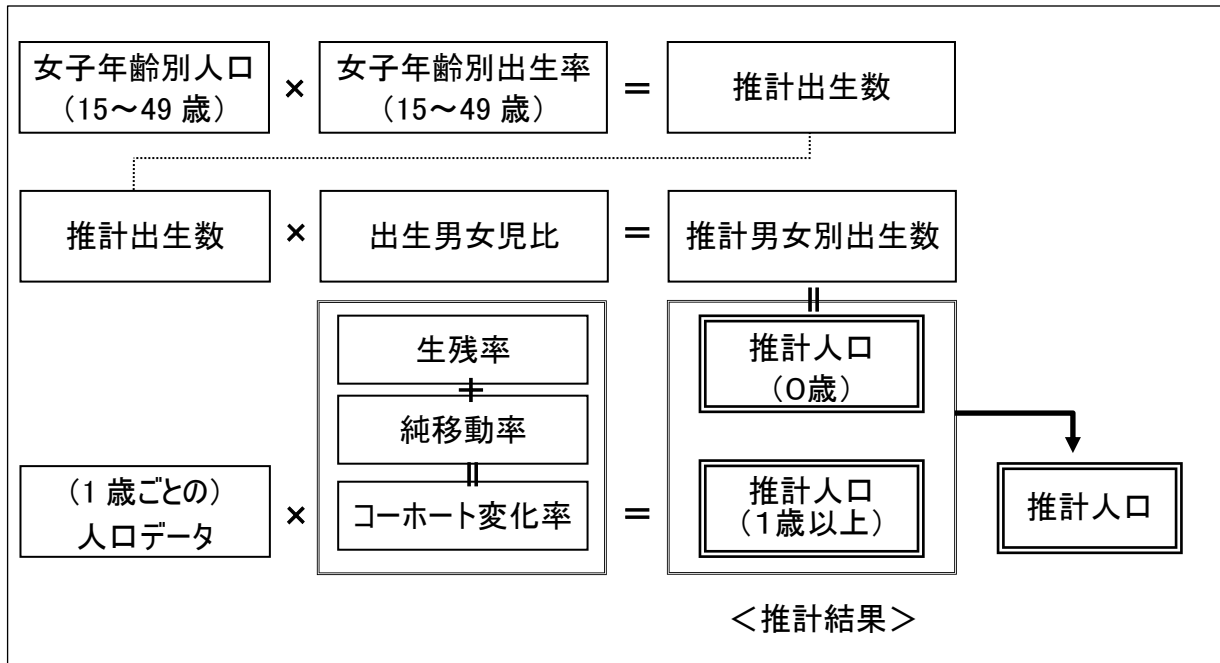 女子年齢別人口
(15～49 歳)
×
女子年齢別出生率
(15～49 歳)
＝
推計出生数
推計出生数
×
出生男女児比
＝
推計男女別出生数
＝
生残率
＋
純移動率
＝
コーホート変化率
推計人口
(0歳)
(1 歳ごとの)
人口データ
×
＝
推計人口
(1歳以上)
推計人口
＜推計結果＞